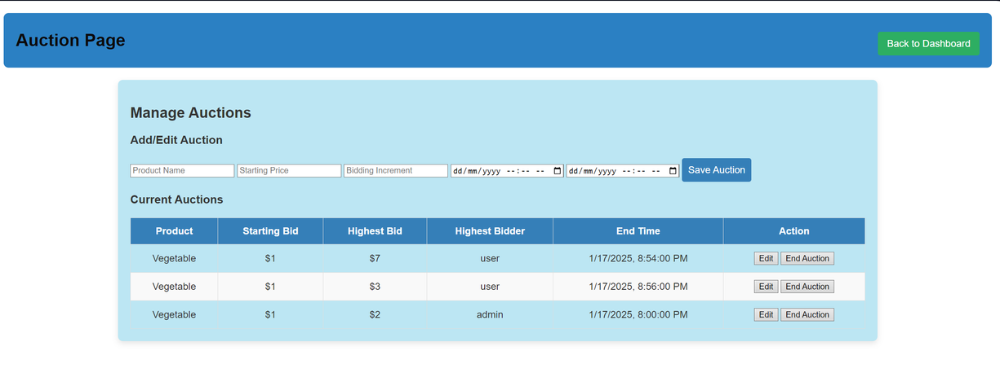 Auction Page
Back to Dashboard
Manage Auctions
Add/Edit Auction
Product Name Starting Price Bidding Increment dd/mm/yyyy --:-- -- dd/mm/yyyy --:-- -- Save Auction
Current Auctions
Product Starting Bid Highest Bid Highest Bidder End Time Action
Vegetable $1 $7 user 1/17/2025, 8:54:00 PM Edit End Auction
Vegetable $1 $3 user 1/17/2025, 8:56:00 PM Edit End Auction
Vegetable $1 $2 admin 1/17/2025, 8:00:00 PM Edit End Auction